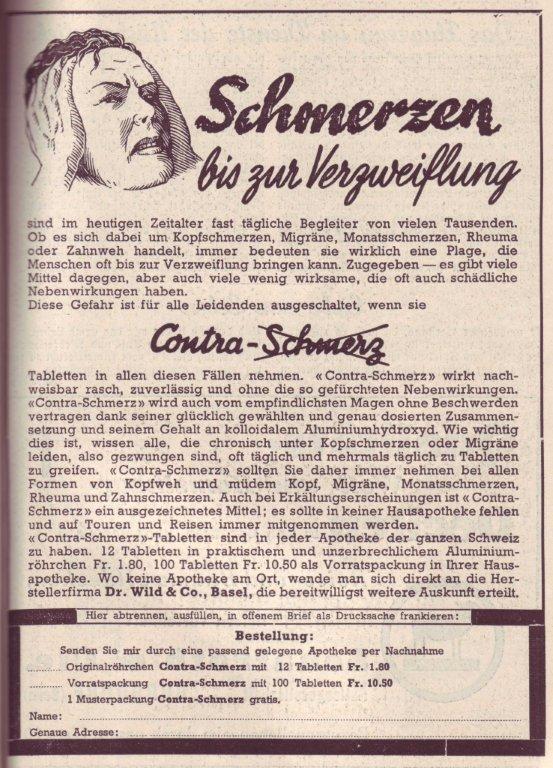 Schmerzen
bis zur Verzweiflung
sind im heutigen Zeitalter fast tägliche Begleiter von vielen Tausenden.
Ob es sich dabei um Kopfschmerzen, Migräne, Monatsschmerzen, Rheuma
oder Zahnweh handelt, immer bedeuten sie wirklich eine Plage, die
Menschen oft bis zur Verzweiflung bringen kann. Zugegeben — es gibt viele
Mittel dagegen, aber auch viele wenig wirksame, die oft auch schädliche
Nebenwirkungen haben.
Diese Gefahr ist für alle Leidenden ausgeschaltet, wenn sie
Contra-Schmerz
Tabletten in allen diesen Fällen nehmen. «Contra-Schmerz» wirkt nach-
weisbar rasch, zuverlässig und ohne die so gefürchteten Nebenwirkungen.
«Contra-Schmerz» wird auch vom empfindlichsten Magen ohne Beschwerden
vertragen dank seiner glücklich gewählten und genau dosierten Zusammen-
setzung und seinem Gehalt an kolloidalem Aluminiumhydroxyd. Wie wichtig
dies ist, wissen alle, die chronisch unter Kopfschmerzen oder Migräne
leiden, also gezwungen sind, oft täglich und mehrmals täglich zu Tabletten
zu greifen. «Contra-Schmerz» sollten Sie daher immer nehmen bei allen
Formen von Kopfweh und müdem Kopf, Migräne, Monatsschmerzen,
Rheuma und Zahnschmerzen. Auch bei Erkältungserscheinungen ist «Contra-
Schmerz» ein ausgezeichnetes Mittel; es sollte in keiner Hausapotheke fehlen
und auf Touren und Reisen immer mitgenommen werden.
«Contra-Schmerz»-Tabletten sind in jeder Apotheke der ganzen Schweiz
zu haben. 12 Tabletten in praktischem und unzerbrechlichem Aluminium-
röhrchen Fr. 1.80, 100 Tabletten Fr. 10.50 als Vorratspackung in Ihrer Haus-
apotheke. Wo keine Apotheke am Ort, wende man sich direkt an die Her-
stellerfirma Dr. Wild & Co., Basel, die bereitwilligst weitere Auskunft erteilt.
Hier abtrennen, ausfüllen, in offenem Brief als Drucksache frankieren:
Bestellung:
Senden Sie mir durch eine passend gelegene Apotheke per Nachnahme
Originalröhrchen Contra-Schmerz mit 12 Tabletten Fr. 1.80
Vorratspackung Contra-Schmerz mit 100 Tabletten Fr. 10.50
1 Musterpackung Contra-Schmerz gratis.
Name:
Genaue Adresse: